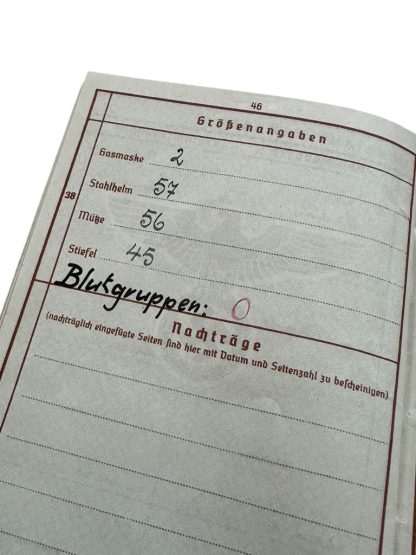 46
Größenangaben
Gasmaske 2
38
Stahlhelm 57
Mütze 56
Stiefel 45
Blutgruppen: O
Nachträge
(nachträglich eingefügte Seiten sind hier mit Datum und Seitenzahl zu bescheinigen)